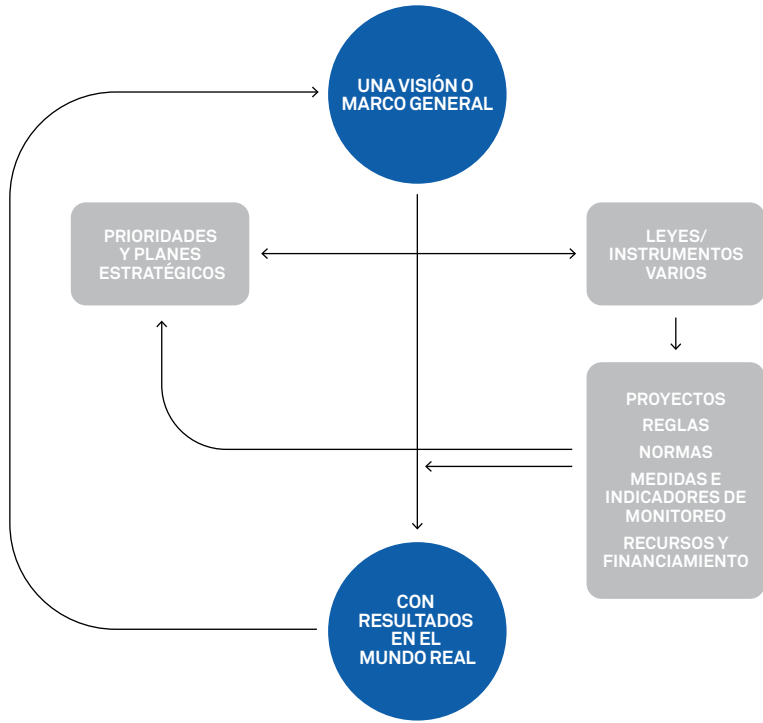 UNA VISIÓN O
MARCO GENERAL
PRIORIDADES
Y PLANES
ESTRATÉGICOS
LEYES/
INSTRUMENTOS
VARIOS
PROYECTOS
REGLAS
NORMAS
MEDIDAS E
INDICADORES DE
MONITOREO
RECURSOS Y
FINANCIAMIENTO
CON
RESULTADOS
EN EL
MUNDO REAL